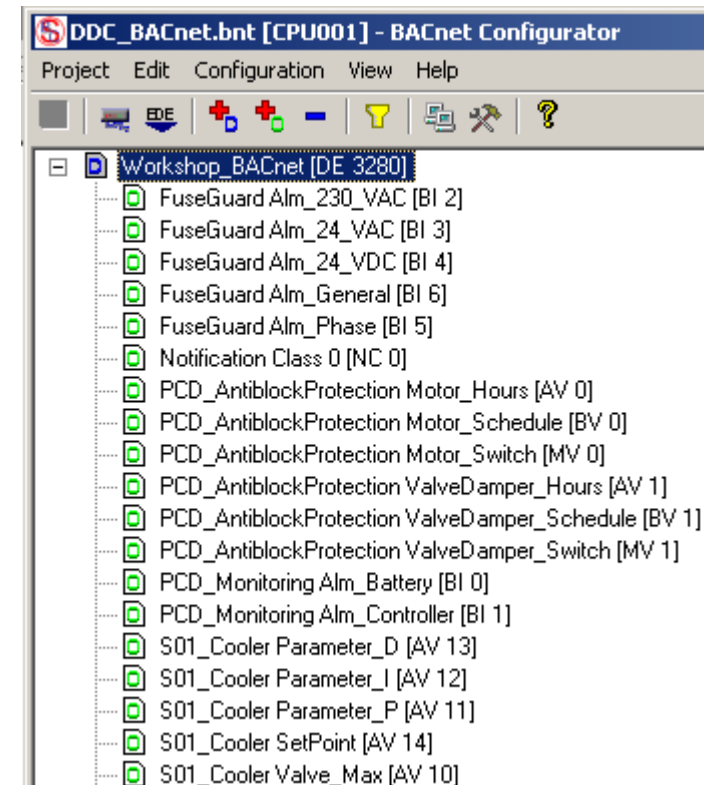 DDC_BACnet.bnt [CPU001] - BACnet Configurator
Project Edit Configuration View Help
EDE D O
Workshop_BACnet [DE 3280]
FuseGuard Alm_230_VAC [BI 2]
FuseGuard Alm_24_VAC [BI 3]
FuseGuard Alm_24_VDC [BI 4]
FuseGuard Alm_General [BI 6]
FuseGuard Alm_Phase [BI 5]
Notification Class 0 [NC 0]
PCD_AntiblockProtection Motor_Hours [AV 0]
PCD_AntiblockProtection Motor_Schedule [BV 0]
PCD_AntiblockProtection Motor_Switch [MV 0]
PCD_AntiblockProtection ValveDamper_Hours [AV 1]
PCD_AntiblockProtection ValveDamper_Schedule [BV 1]
PCD_AntiblockProtection ValveDamper_Switch [MV 1]
PCD_Monitoring Alm_Battery [BI 0]
PCD_Monitoring Alm_Controller [BI 1]
S01_Cooler Parameter_D [AV 13]
S01_Cooler Parameter_I [AV 12]
S01_Cooler Parameter_P [AV 11]
S01_Cooler SetPoint [AV 14]
S01_Cooler Valve_Max [AV 10]